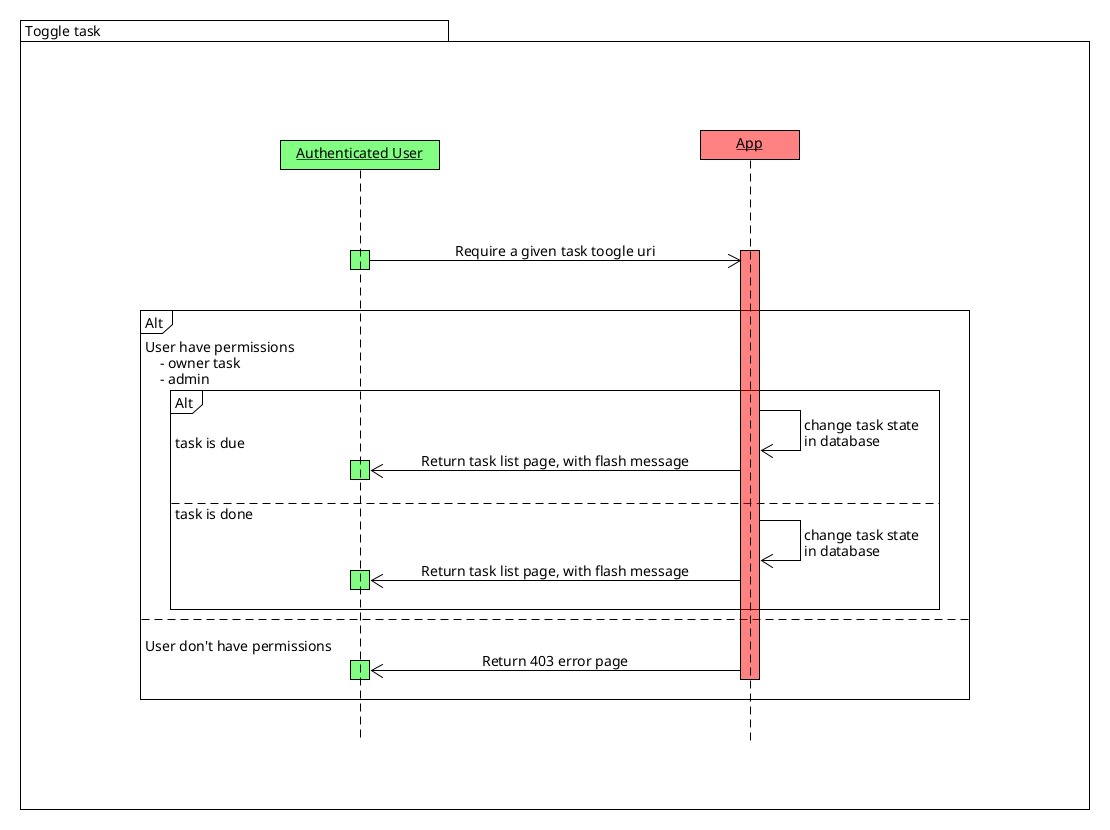 Toggle task
Authenticated User
App
Require a given task toogle uri
Alt
User have permissions
- owner task
- admin
Alt
change task state
in database
task is due
Return task list page, with flash message
task is done
change task state
in database
Return task list page, with flash message
User don't have permissions
Return 403 error page